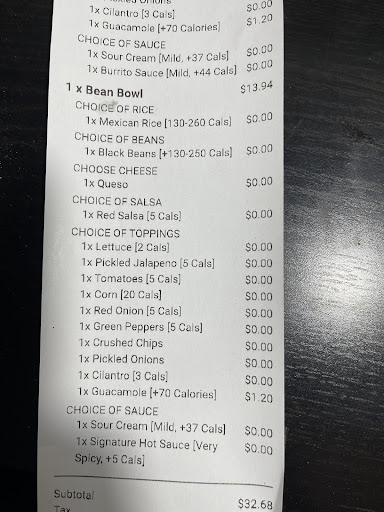 Pickled Onions
1x Cilantro [3 Cals] $0.00
1x Guacamole [+70 Calories] $1.20
CHOICE OF SAUCE
1x Sour Cream [Mild, +37 Cals] $0.00
1x Burrito Sauce [Mild, +44 Cals] $0.00
1 x Bean Bowl $13.94
CHOICE OF RICE
1x Mexican Rice [130-260 Cals] $0.00
CHOICE OF BEANS
1x Black Beans [+130-250 Cals] $0.00
CHOOSE CHEESE
1x Queso $0.00
CHOICE OF SALSA
1x Red Salsa [5 Cals] $0.00
CHOICE OF TOPPINGS
1x Lettuce [2 Cals] $0.00
1x Pickled Jalapeno [5 Cals] $0.00
1x Tomatoes [5 Cals] $0.00
1x Corn [20 Cals] $0.00
1x Red Onion [5 Cals] $0.00
1x Green Peppers [5 Cals] $0.00
1x Crushed Chips $0.00
1x Pickled Onions $0.00
1x Cilantro [3 Cals] $0.00
1x Guacamole [+70 Calories] $1.20
CHOICE OF SAUCE
1x Sour Cream [Mild, +37 Cals] $0.00
1x Signature Hot Sauce [Very $0.00
Spicy, +5 Cals]
Subtotal $32.68
Tax